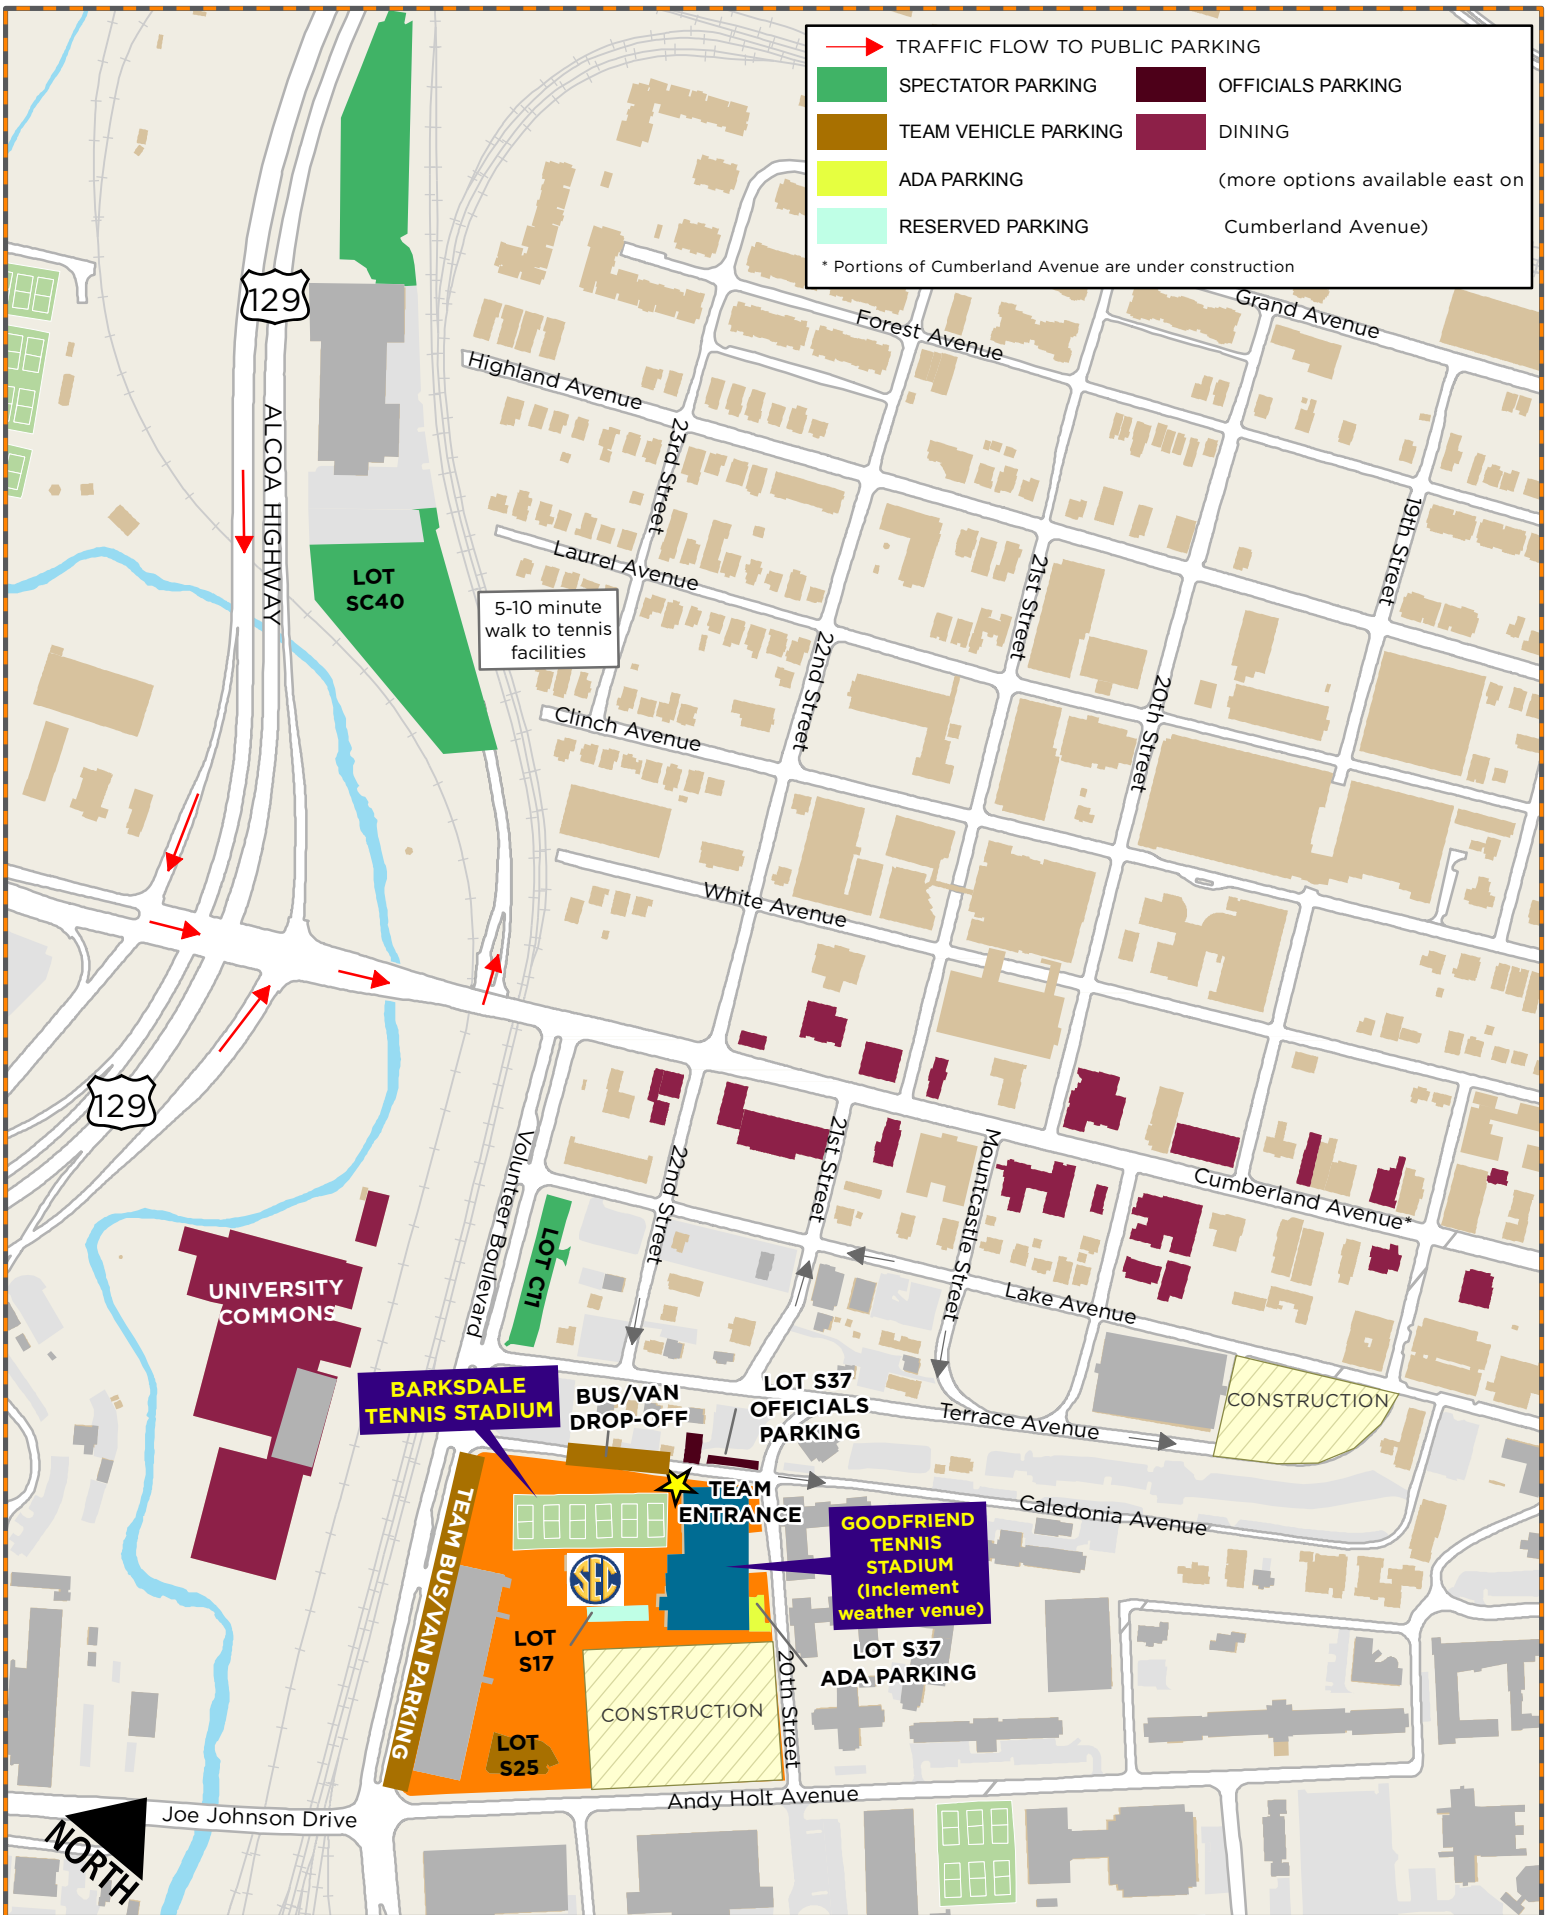 TRAFFIC FLOW TO PUBLIC PARKING
SPECTATOR PARKING
OFFICIALS PARKING
TEAM VEHICLE PARKING
DINING
ADA PARKING
(more options available east on
RESERVED PARKING
Cumberland Avenue)
* Portions of Cumberland Avenue are under construction
129
Grand Avenue
Forest Avenue
Highland Avenue
ALCOA HIGHWAY
23rd Street
19th Street
Laurel Avenue
21st Street
LOT
SC40
5-10 minute
walk to tennis
facilities
22nd Street
20th Street
Clinch Avenue
White Avenue
129
Volunteer Boulevard
22nd Street
21st Street
Mountcastle Street
Cumberland Avenue*
LOT C11
UNIVERSITY
COMMONS
Lake Avenue
BARKSDALE
TENNIS STADIUM
BUS/VAN
DROP-OFF
LOT S37
OFFICIALS
PARKING
CONSTRUCTION
Terrace Avenue
TEAM
ENTRANCE
Caledonia Avenue
TEAM BUS/VAN PARKING
GOODFRIEND
TENNIS
STADIUM
(Inclement
weather venue)
SEC
LOT
S17
LOT S37
ADA PARKING
20th Street
CONSTRUCTION
LOT
S25
Andy Holt Avenue
Joe Johnson Drive
NORTH